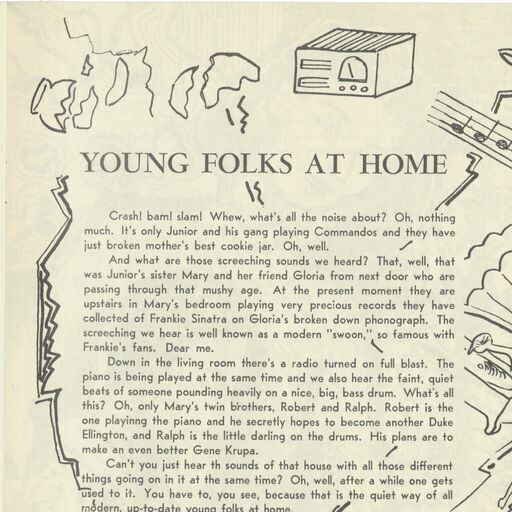 YOUNG FOLKS AT HOME
Crash! bam! slam! Whew, what's all the noise about? Oh, nothing
much. It's only Junior and his gang playing Commandos and they have
just broken mother's best cookie jar. Oh, well.
And what are those screeching sounds we heard? That, well, that
was Junior's sister Mary and her friend Gloria from next door who are
passing through that mushy age. At the present moment they are
upstairs in Mary's bedroom playing very precious records they have
collected of Frankie Sinatra on Gloria's broken down phonograph. The
screeching we hear is well known as a modern "swoon," so famous with
Frankie's fans. Dear me.
Down in the living room there's a radio turned on full blast. The
piano is being played at the same time and we also hear the faint, quiet
beats of someone pounding heavily on a nice, big, bass drum. What's all
this? Oh, only Mary's twin brothers, Robert and Ralph. Robert is the
one playinng the piano and he secretly hopes to become another Duke
Ellington, and Ralph is the little darling on the drums. His plans are to
make an even better Gene Krupa.
Can't you just hear th sounds of that house with all those different
things going on in it at the same time? Oh, well, after a while one gets
used to it. You have to, you see, because that is the quiet way of all
modern, up-to-date young folks at home.